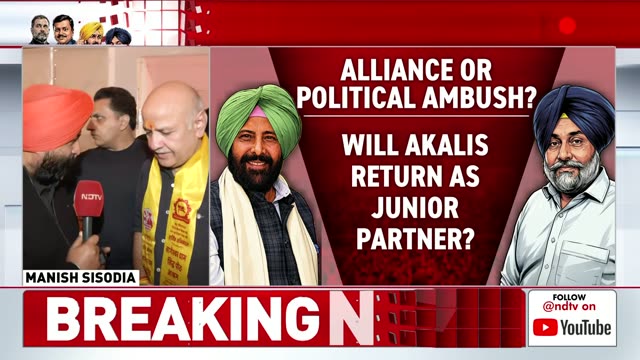 ALLIANCE OR
POLITICAL AMBUSH?
WILL AKALIS
RETURN AS
JUNIOR
PARTNER?
NDTV
MANISH SISODIA
BREAKING N
FOLLOW
@ndtv on
YouTube